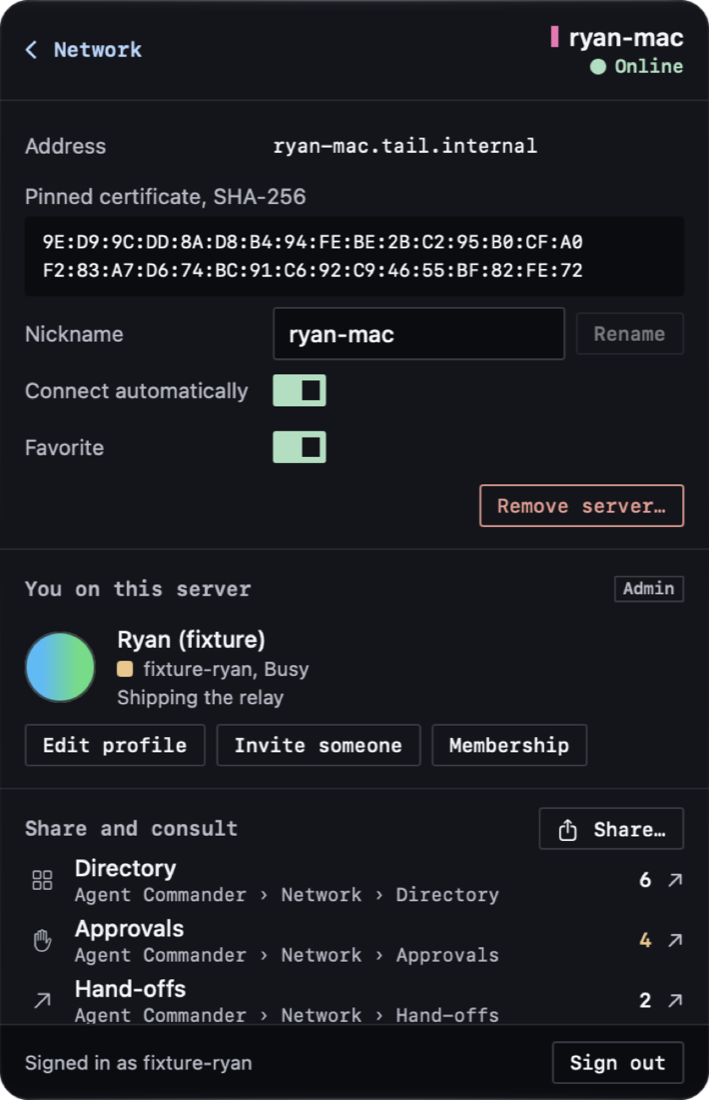 Network
ryan-mac
Online
Address
ryan-mac.tail.internal
Pinned certificate, SHA-256
9E:D9:9C:DD:8A:D8:B4:94:FE:BE:2B:C2:95:B0:CF:A0
F2:83:A7:D6:74:BC:91:C6:92:C9:46:55:BF:82:FE:72
Nickname
ryan-mac
Rename
Connect automatically
Favorite
Remove server…
You on this server
Admin
Ryan (fixture)
fixture-ryan, Busy
Shipping the relay
Edit profile
Invite someone
Membership
Share and consult
Share…
Directory
Agent Commander › Network › Directory
6
Approvals
Agent Commander › Network › Approvals
4
Hand-offs
Agent Commander › Network › Hand-offs
2
Signed in as fixture-ryan
Sign out